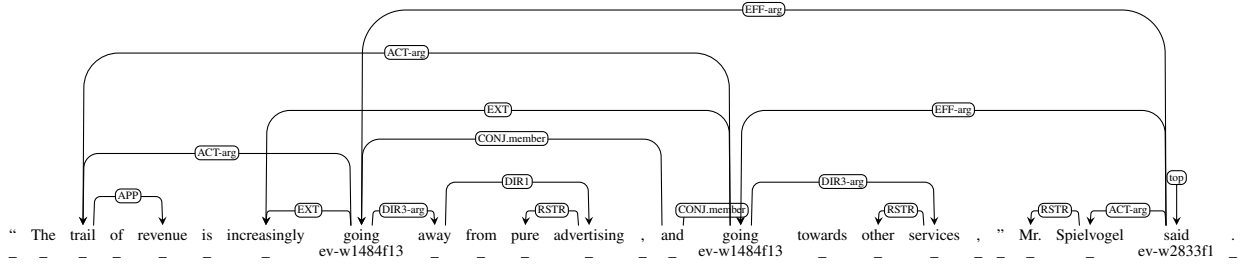 EFF-arg
ACT-arg
EXT EFF-arg
CONJ.member
ACT-arg DIR1 DIR3-arg top
APP EXT DIR3-arg RSTR CONJ.member RSTR RSTR ACT-arg
“ The trail of revenue is increasingly going away from pure advertising , and going towards other services , ” Mr. Spielvogel said .
_ _ _ _ _ _ _ ev-w1484f13 _ _ _ _ _ _ ev-w1484f13 _ _ _ _ _ _ _ ev-w2833f1 _